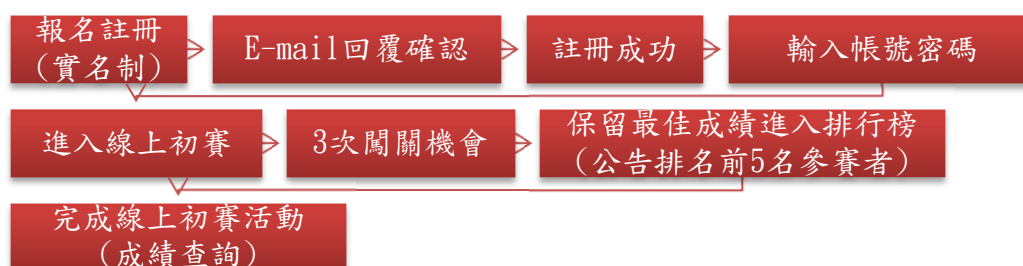 報名註冊
(實名制)
E-mail回覆確認
註冊成功
輸入帳號密碼
進入線上初賽
3次闖關機會
保留最佳成績進入排行榜
(公告排名前5名參賽者)
完成線上初賽活動
(成績查詢)